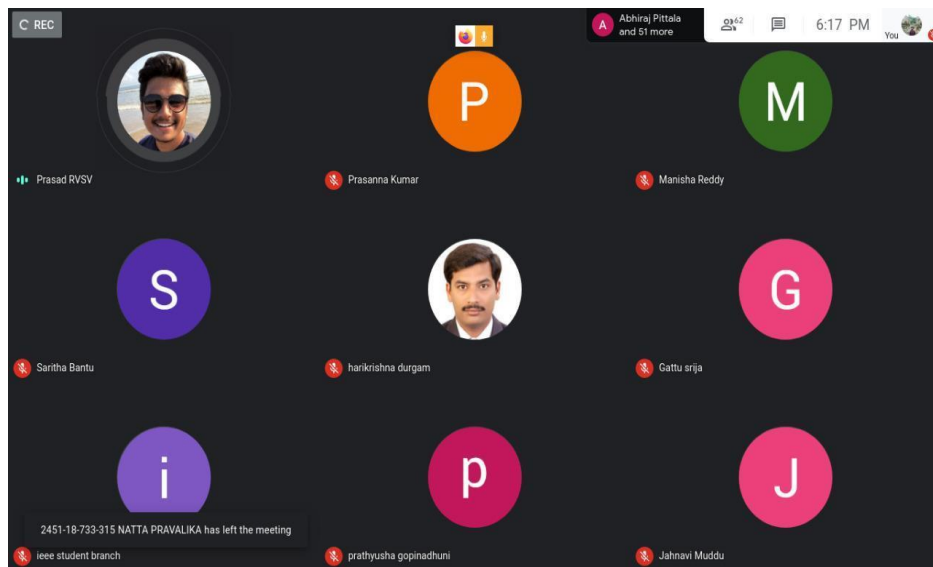 REC
A
Abhiraj Pittala
and 51 more
62
6:17 PM
You
P
M
Prasad RVSV
Prasanna Kumar
Manisha Reddy
S
G
Saritha Bantu
harikrishna durgam
Gattu srija
i
p
J
2451-18-733-315 NATTA PRAVALIKA has left the meeting
ieee student branch
prathyusha gopinadhuni
Jahnavi Muddu